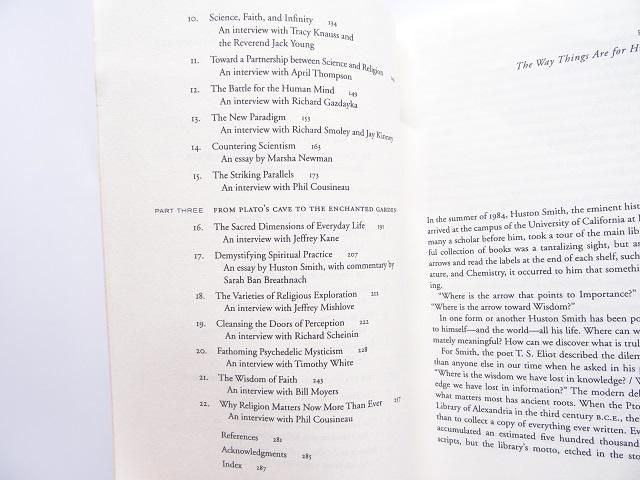 10. Science, Faith, and Infinity 134
An interview with Tracy Knauss and
the Reverend Jack Young
11. Toward a Partnership between Science and Religion
An interview with April Thompson
12. The Battle for the Human Mind 149
An interview with Richard Gazdayka
13. The New Paradigm 153
An interview with Richard Smoley and Jay Kinney
14. Countering Scientism 163
An essay by Marsha Newman
15. The Striking Parallels 173
An interview with Phil Cousineau
PART THREE FROM PLATO'S CAVE TO THE ENCHANTED GARDEN
16. The Sacred Dimensions of Everyday Life 191
An interview with Jeffrey Kane
17. Demystifying Spiritual Practice 207
An essay by Huston Smith, with commentary by
Sarah Ban Breathnach
18. The Varieties of Religious Exploration 212
An interview with Jeffrey Mishlove
19. Cleansing the Doors of Perception 222
An interview with Richard Scheinin
20. Fathoming Psychedelic Mysticism 228
An interview with Timothy White
21. The Wisdom of Faith 243
An interview with Bill Moyers
22. Why Religion Matters Now More Than Ever 257
An interview with Phil Cousineau
References 281
Acknowledgments 285
Index 287
The Way Things Are for H
In the summer of 1984, Huston Smith, the eminent hist
arrived at the campus of the University of California at
many a scholar before him, took a tour of the main lib
ful collection of books was a tantalizing sight, but as
arrows and read the labels at the end of each shelf, such
ature, and Chemistry, it occurred to him that somethin
ing.
"Where is the arrow that points to Importance?"
"Where is the arrow toward Wisdom?"
In one form or another Huston Smith has been po
to himself—and the world—all his life. Where can w
mately meaningful? How can we discover what is trul
For Smith, the poet T. S. Eliot described the dilem
than anyone else in our time when he asked in his
"Where is the wisdom we have lost in knowledge? / W
edge we have lost in information?" The modern del
what matters most has ancient roots. When the Pto
Library of Alexandria in the third century B.C.E., the
than to collect a copy of everything ever written. Ev
accumulated an estimated five hundred thousand
scripts, but the library's motto, etched in the sto